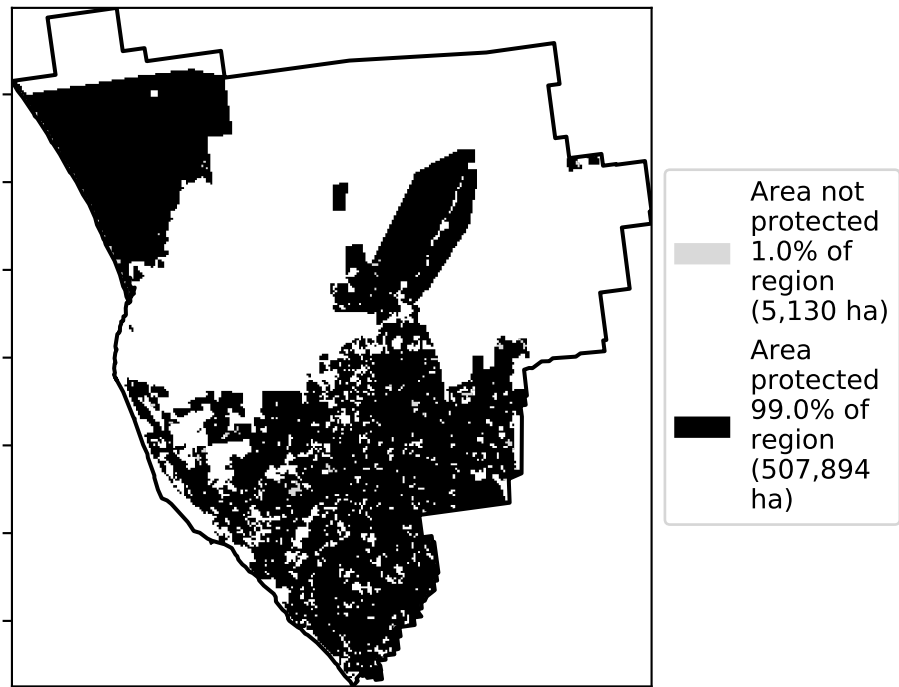 Area not
protected
1.0% of
region
(5,130 ha)
Area
protected
99.0% of
region
(507,894
ha)